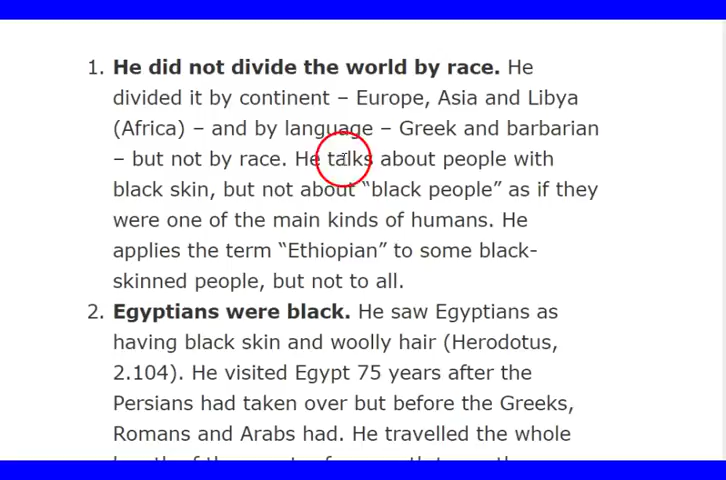 1. He did not divide the world by race. He
divided it by continent – Europe, Asia and Libya
(Africa) – and by language – Greek and barbarian
– but not by race. He talks about people with
black skin, but not about “black people” as if they
were one of the main kinds of humans. He
applies the term “Ethiopian” to some black-
skinned people, but not to all.
2. Egyptians were black. He saw Egyptians as
having black skin and woolly hair (Herodotus,
2.104). He visited Egypt 75 years after the
Persians had taken over but before the Greeks,
Romans and Arabs had. He travelled the whole